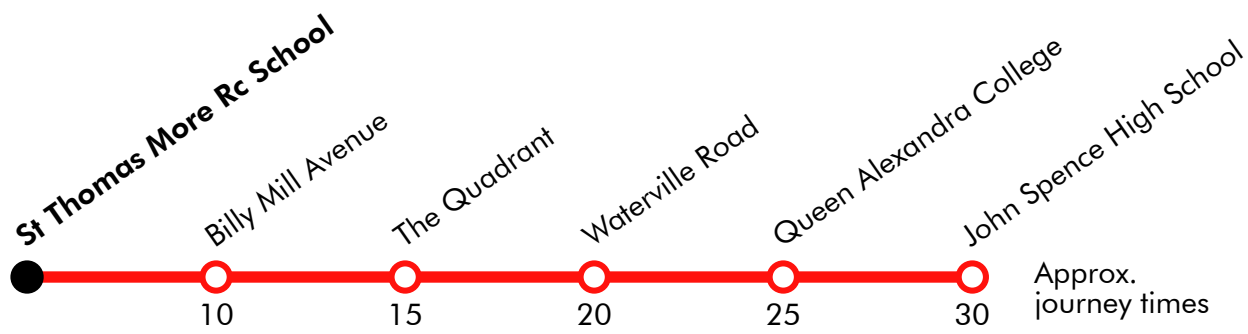 St Thomas More Rc School
Billy Mill Avenue
The Quadrant
Waterville Road
Queen Alexandra College
John Spence High School
10
15
20
25
30
Approx.
journey times